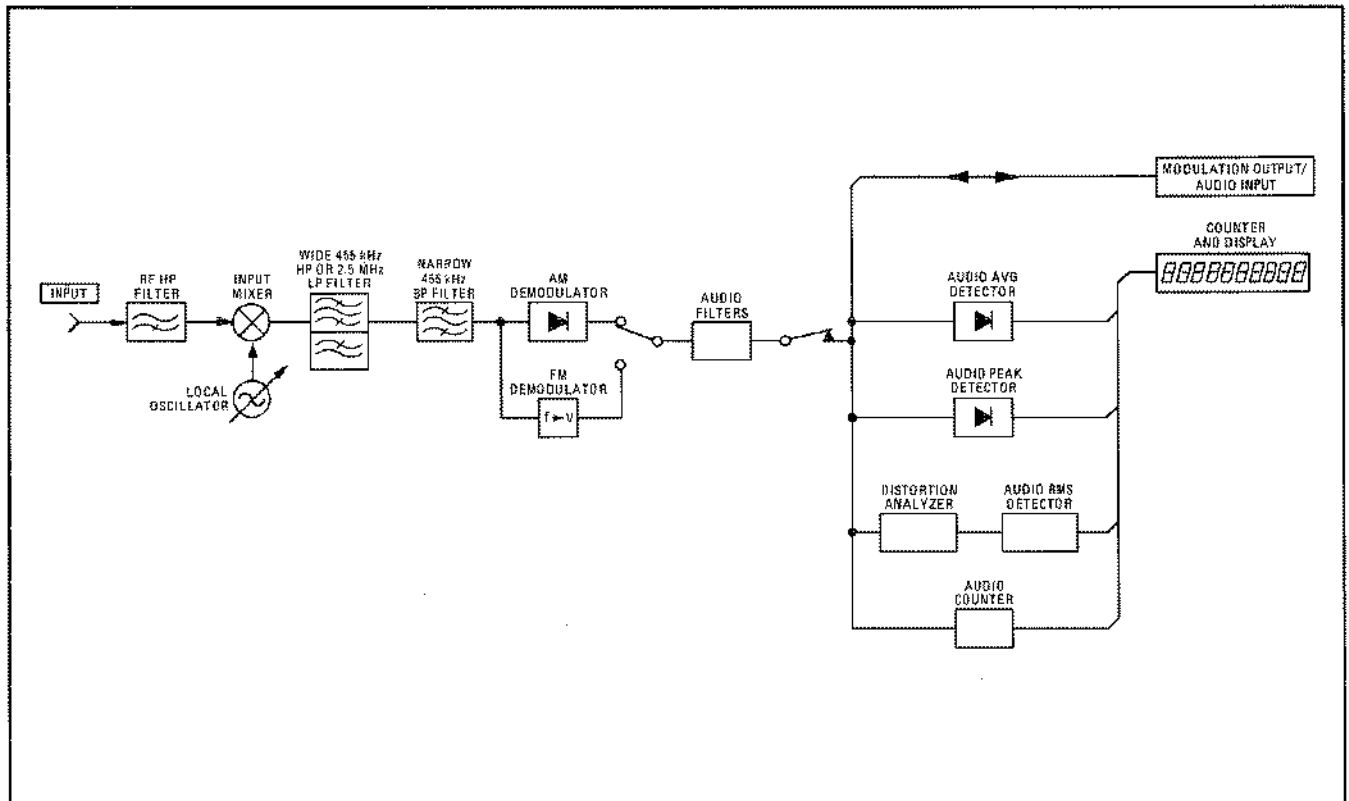 MODULATION OUTPUT/
AUDIO INPUT
COUNTER
AND DISPLAY
8888888888
INPUT
RF HP
FILTER
INPUT
MIXER
WIDE 455 kHz
HP OR 2.5 MHz
LP FILTER
NARROW
455 kHz
BP FILTER
AM
DEMODULATOR
AUDIO
FILTERS
AUDIO AVG
DETECTOR
LOCAL
OSCILLATOR
FM
DEMODULATOR
f►V
AUDIO PEAK
DETECTOR
DISTORTION
ANALYZER
AUDIO RMS
DETECTOR
AUDIO
COUNTER